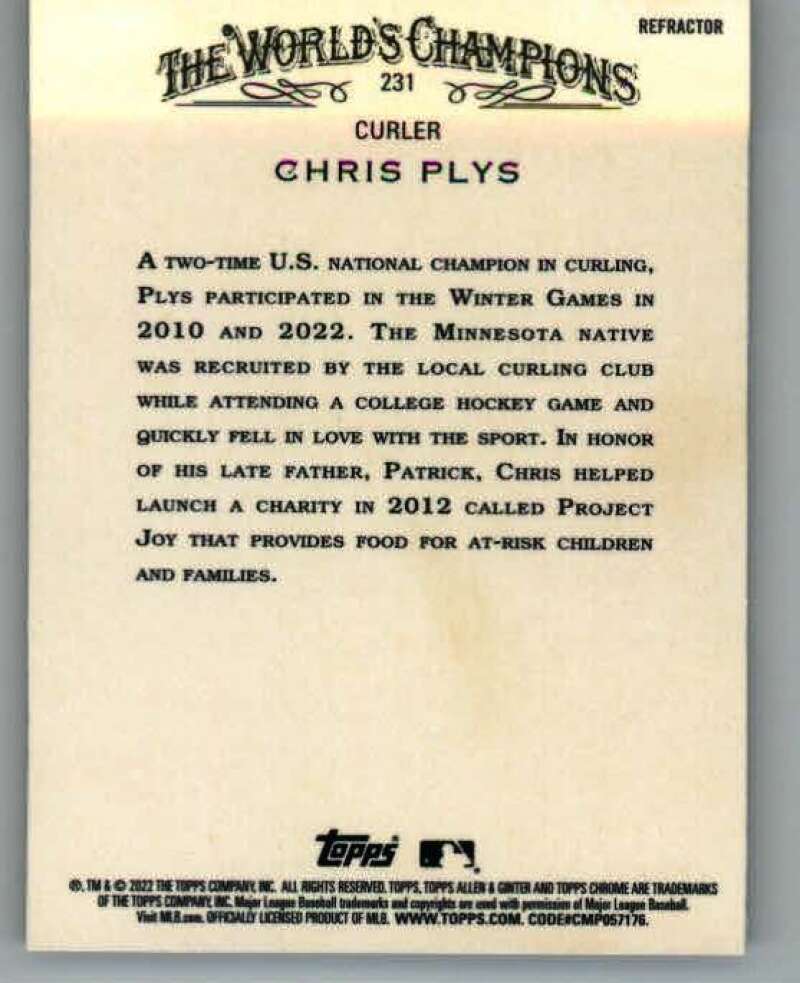 REFRACTOR
THE WORLD'S CHAMPIONS
231
CURLER
CHRIS PLYS
A TWO-TIME U.S. NATIONAL CHAMPION IN CURLING,
PLYS PARTICIPATED IN THE WINTER GAMES IN
2010 AND 2022. THE MINNESOTA NATIVE
WAS RECRUITED BY THE LOCAL CURLING CLUB
WHILE ATTENDING A COLLEGE HOCKEY GAME AND
QUICKLY FELL IN LOVE WITH THE SPORT. IN HONOR
OF HIS LATE FATHER, PATRICK, CHRIS HELPED
LAUNCH A CHARITY IN 2012 CALLED PROJECT
JOY THAT PROVIDES FOOD FOR AT-RISK CHILDREN
AND FAMILIES.
topps
®, TM & © 2022 THE TOPPS COMPANY, INC. ALL RIGHTS RESERVED. TOPPS, TOPPS ALLEN & GINTER AND TOPPS CHROME ARE TRADEMARKS
OF THE TOPPS COMPANY, INC. Major League Baseball trademarks and copyrights are used with permission of Major League Baseball.
Visit MLB.com. OFFICIALLY LICENSED PRODUCT OF MLB. WWW.TOPPS.COM. CODE#CMP057176.